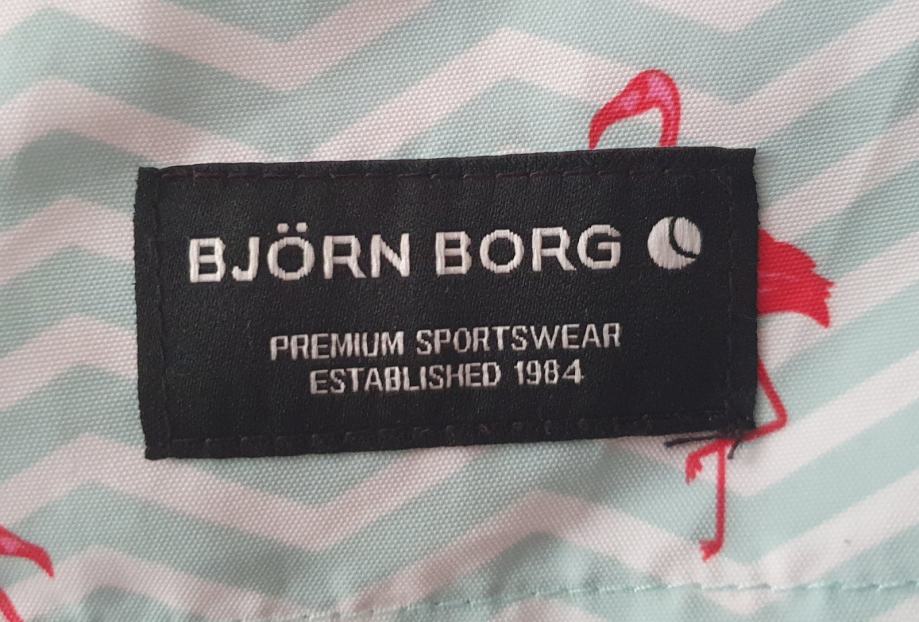 BJÖRN BORG
PREMIUM SPORTSWEAR
ESTABLISHED 1984